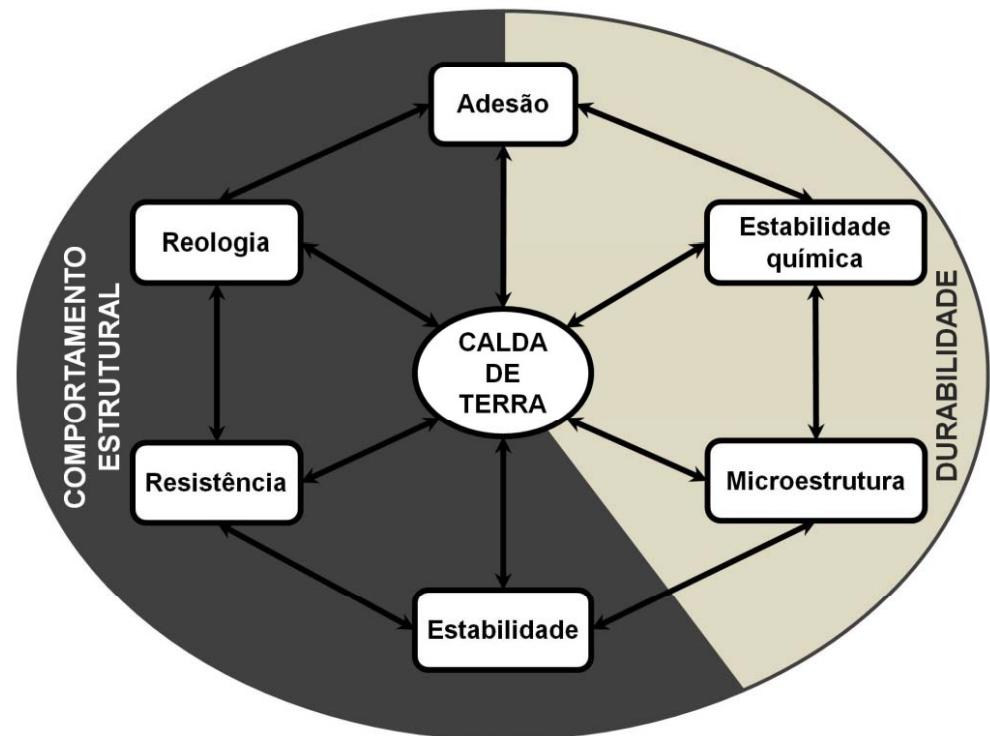 Adesão
Reologia
Estabilidade
química
COMPORTAMENTO
ESTRUTURAL
CALDA
DE
TERRA
DURABILIDADE
Resistência
Microestrutura
Estabilidade